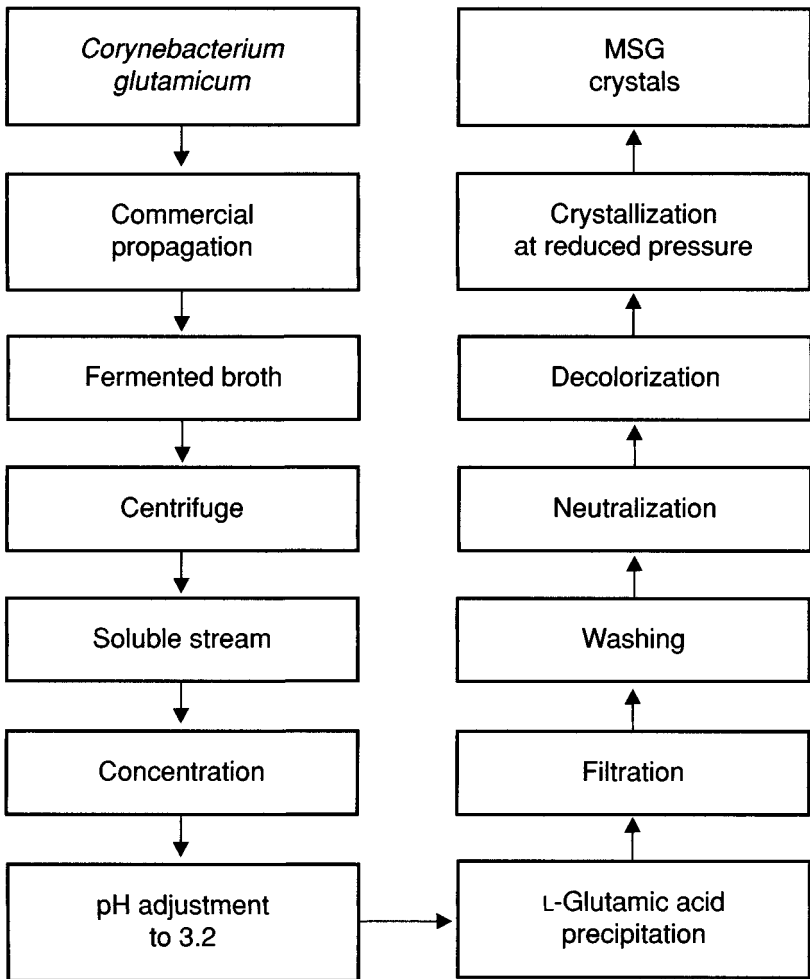 Corynebacterium
glutamicum
Commercial
propagation
Fermented broth
Centrifuge
Soluble stream
Concentration
pH adjustment
to 3.2
L-Glutamic acid
precipitation
Filtration
Washing
Neutralization
Decolorization
Crystallization
at reduced pressure
MSG
crystals